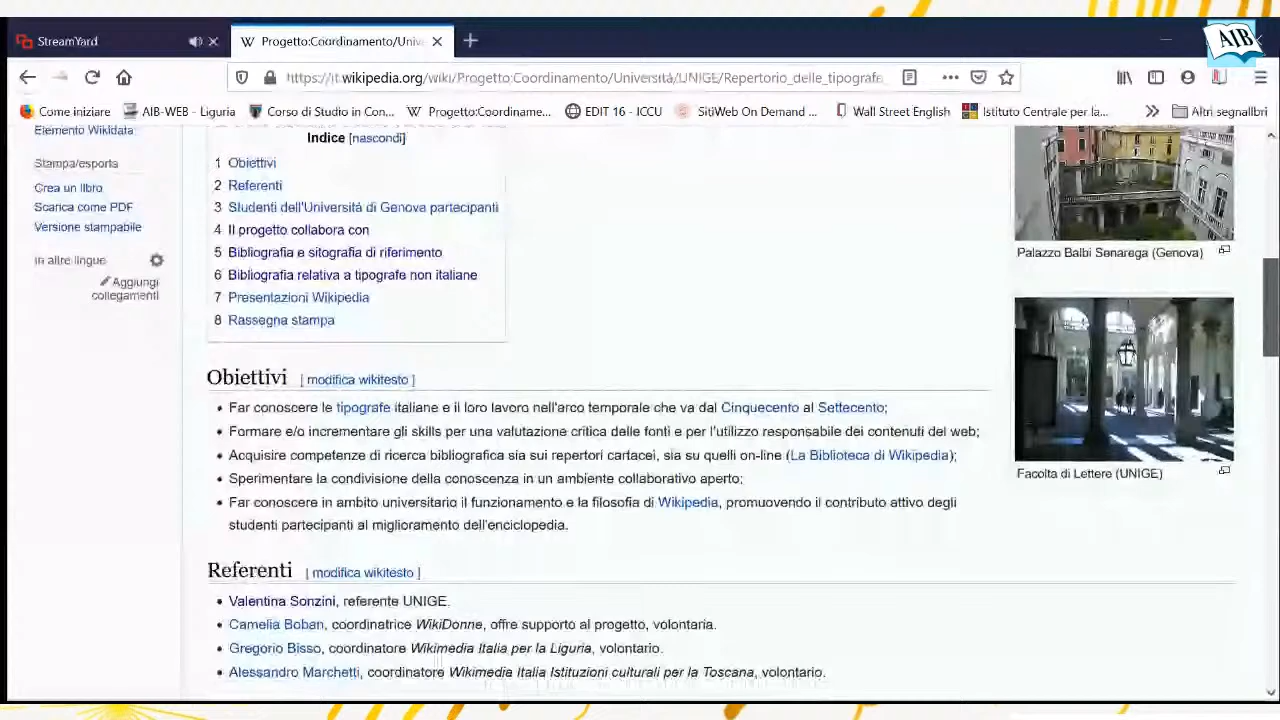 AIB
StreamYard
W Progetto:Coordinamento/Unive
https://it.wikipedia.org/wiki/Progetto:Coordinamento/Università/UNIGE/Repertorio_delle_tipografe
Come iniziare AIB-WEB - Liguria Corso di Studio in Con... W Progetto:Coordiname... EDIT 16 - ICCU SitiWeb On Demand ... Wall Street English Istituto Centrale per la... Altri segnalibri
Elemento Wikidata
Stampa/esporta
Crea un libro
Scarica come PDF
Versione stampabile
In altre lingue
Aggiungi
collegamenti
Indice [nascondi]
1 Obiettivi
2 Referenti
3 Studenti dell'Università di Genova partecipanti
4 Il progetto collabora con
5 Bibliografia e sitografia di riferimento
6 Bibliografia relativa a tipografe non italiane
7 Presentazioni Wikipedia
8 Rassegna stampa
Palazzo Balbi Senarega (Genova)
Facoltà di Lettere (UNIGE)
Obiettivi [ modifica wikitesto ]
• Far conoscere le tipografe italiane e il loro lavoro nell'arco temporale che va dal Cinquecento al Settecento;
• Formare e/o incrementare gli skills per una valutazione critica delle fonti e per l'utilizzo responsabile dei contenuti del web;
• Acquisire competenze di ricerca bibliografica sia sui repertori cartacei, sia su quelli on-line (La Biblioteca di Wikipedia);
• Sperimentare la condivisione della conoscenza in un ambiente collaborativo aperto;
• Far conoscere in ambito universitario il funzionamento e la filosofia di Wikipedia, promuovendo il contributo attivo degli
studenti partecipanti al miglioramento dell'enciclopedia.
Referenti [ modifica wikitesto ]
• Valentina Sonzini, referente UNIGE.
• Camelia Boban, coordinatrice WikiDonne, offre supporto al progetto, volontaria.
• Gregorio Bisso, coordinatore Wikimedia Italia per la Liguria, volontario.
• Alessandro Marchetti, coordinatore Wikimedia Italia Istituzioni culturali per la Toscana, volontario.